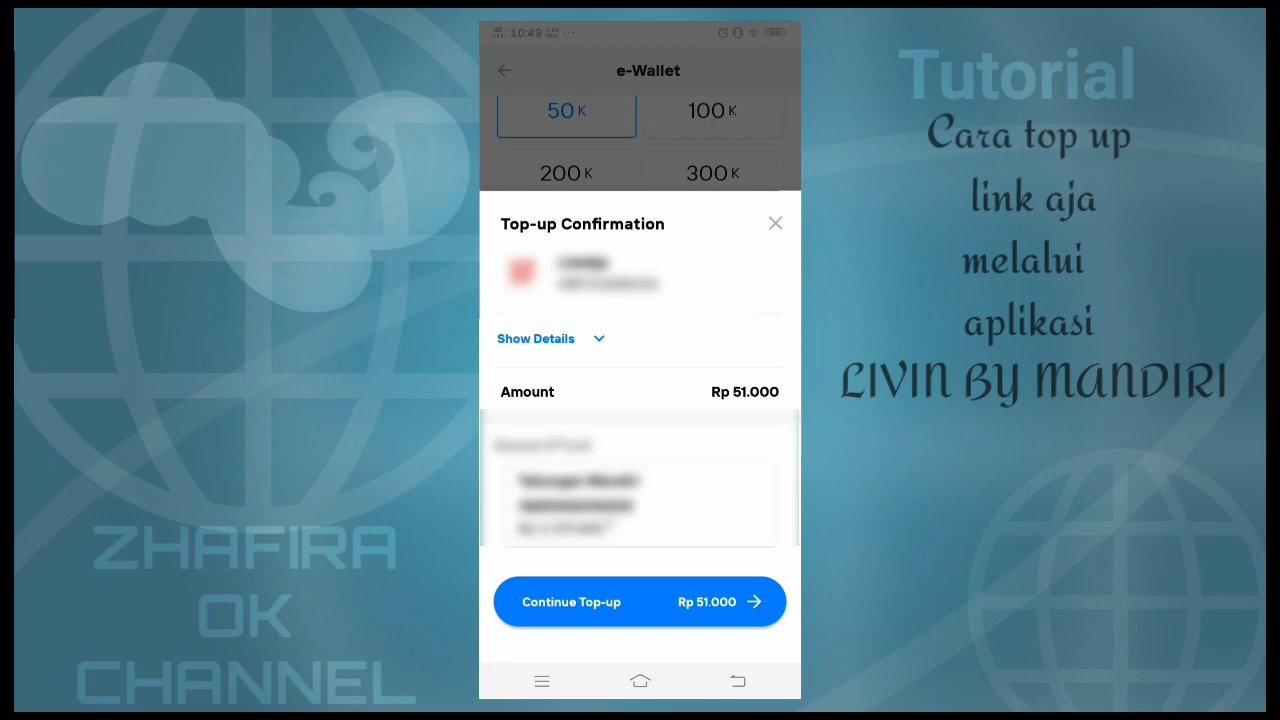 10:49
e-Wallet
50 K
100 K
200 K
300 K
Top-up Confirmation
Show Details
Amount
Rp 51.000
Continue Top-up
Rp 51.000
Tutorial
Cara top up
link aja
melalui
aplikasi
LIVIN BY MANDIRI
ZHAFIRA
OK
CHANNEL